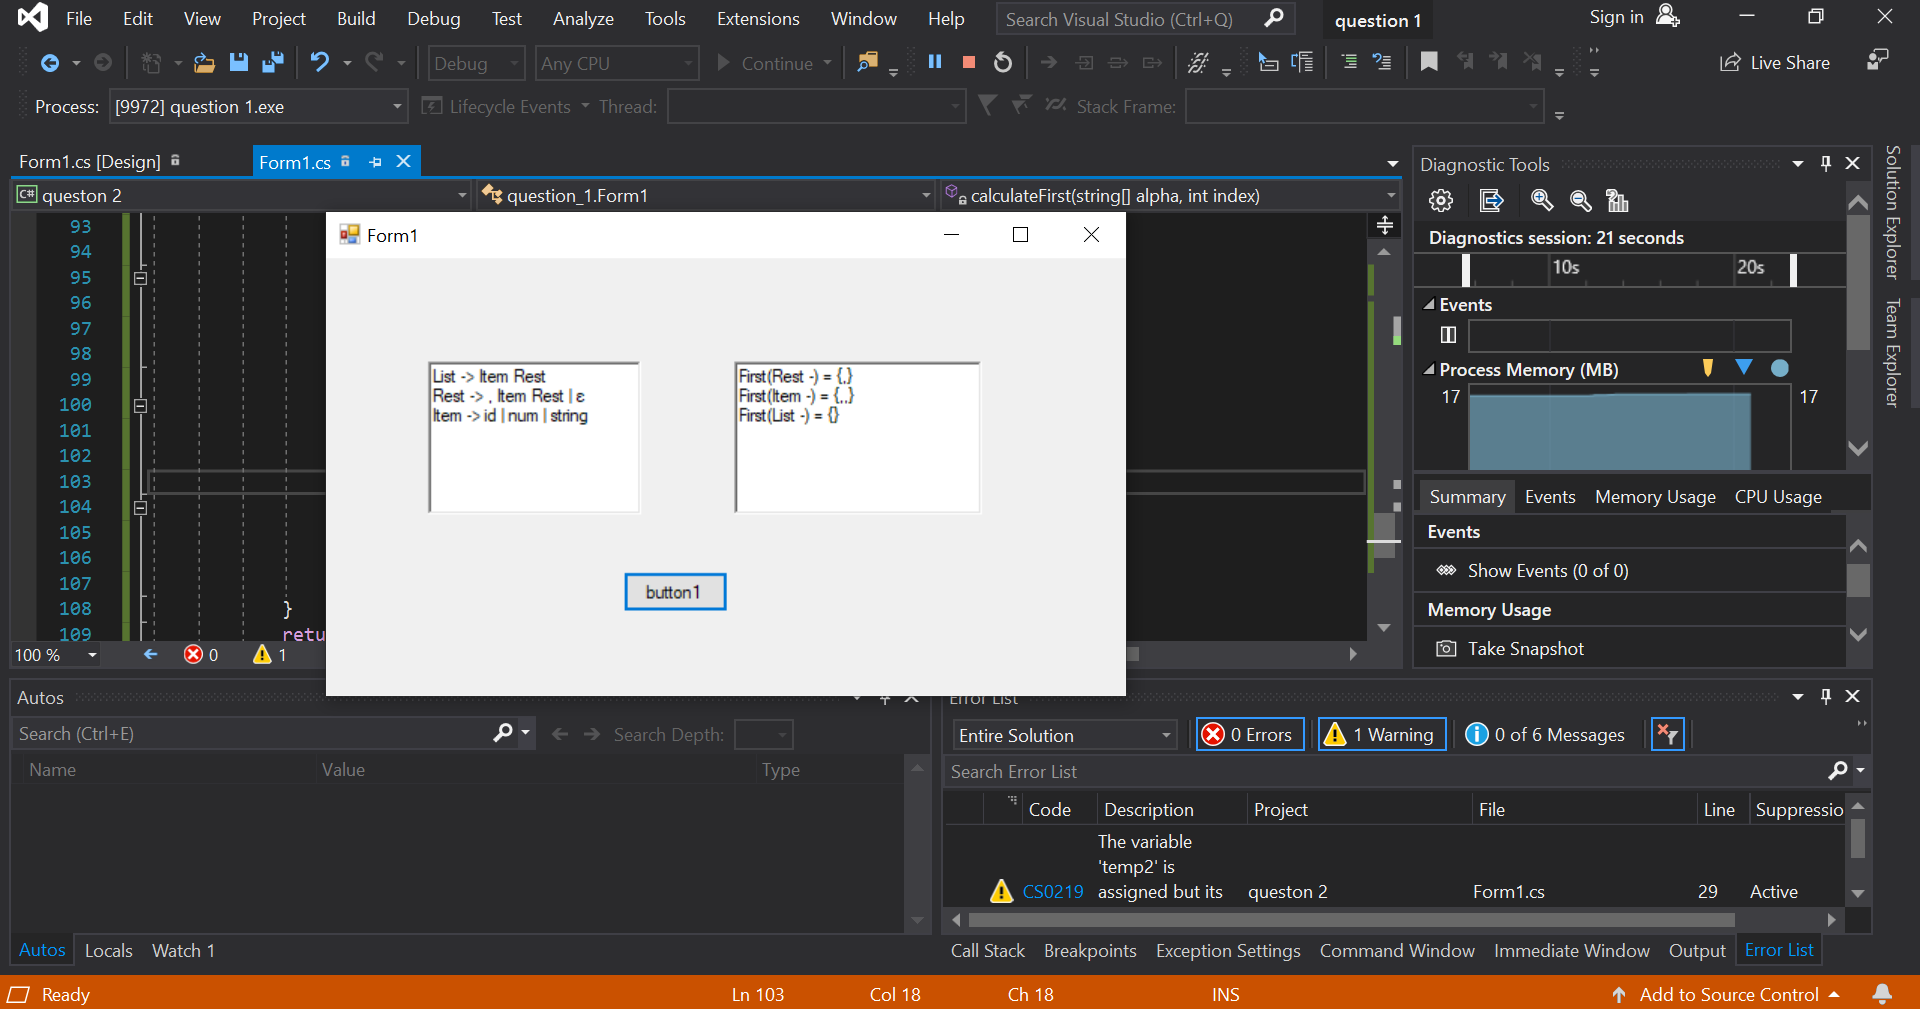 File Edit View Project Build Debug Test Analyze Tools Extensions Window Help Search Visual Studio (Ctrl+Q) question 1 Sign in
Debug Any CPU Continue Live Share
Process: [9972] question 1.exe Lifecycle Events Thread: Stack Frame:
Form1.cs [Design] Form1.cs
C# queston 2 question_1.Form1 calculateFirst(string[] alpha, int index)
93
94
95
96
97
98
99
100
101
102
103
104
105
106
107
108 }
109 retu
100 % 0 1
Form1
List -> Item Rest
Rest -> , Item Rest | ε
Item -> id | num | string
First(Rest -) = {,}
First(Item -) = {,,}
First(List -) = {}
button1
Diagnostic Tools
Diagnostics session: 21 seconds
10s 20s
Events
Process Memory (MB)
17 17
Summary Events Memory Usage CPU Usage
Events
Show Events (0 of 0)
Memory Usage
Take Snapshot
Solution Explorer
Team Explorer
Autos
Search (Ctrl+E) Search Depth:
Name Value Type
Autos Locals Watch 1
Error List
Entire Solution 0 Errors 1 Warning 0 of 6 Messages
Search Error List
Code Description Project File Line Suppressio
The variable
'temp2' is
CS0219 assigned but its queston 2 Form1.cs 29 Active
Call Stack Breakpoints Exception Settings Command Window Immediate Window Output Error List
Ready Ln 103 Col 18 Ch 18 INS Add to Source Control